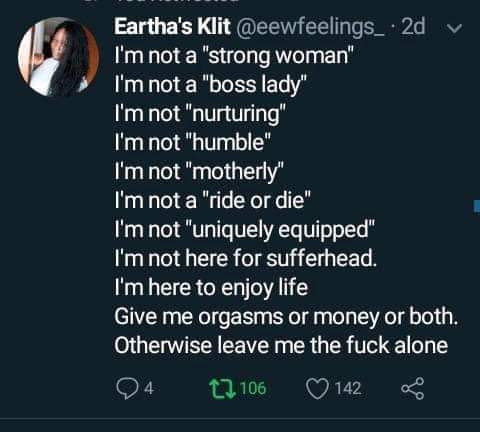 Eartha's Klit @eewfeelings_ · 2d
I'm not a "strong woman"
I'm not a "boss lady"
I'm not "nurturing"
I'm not "humble"
I'm not "motherly"
I'm not a "ride or die"
I'm not "uniquely equipped"
I'm not here for sufferhead.
I'm here to enjoy life
Give me orgasms or money or both.
Otherwise leave me the fuck alone
4 106 142